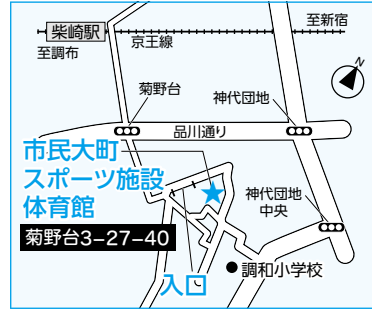 至新宿
柴崎駅
京王線
至調布
N
菊野台
神代団地
品川通り
市民大町
スポーツ施設
体育館
菊野台3-27-40
神代団地
中央
調和小学校
入口